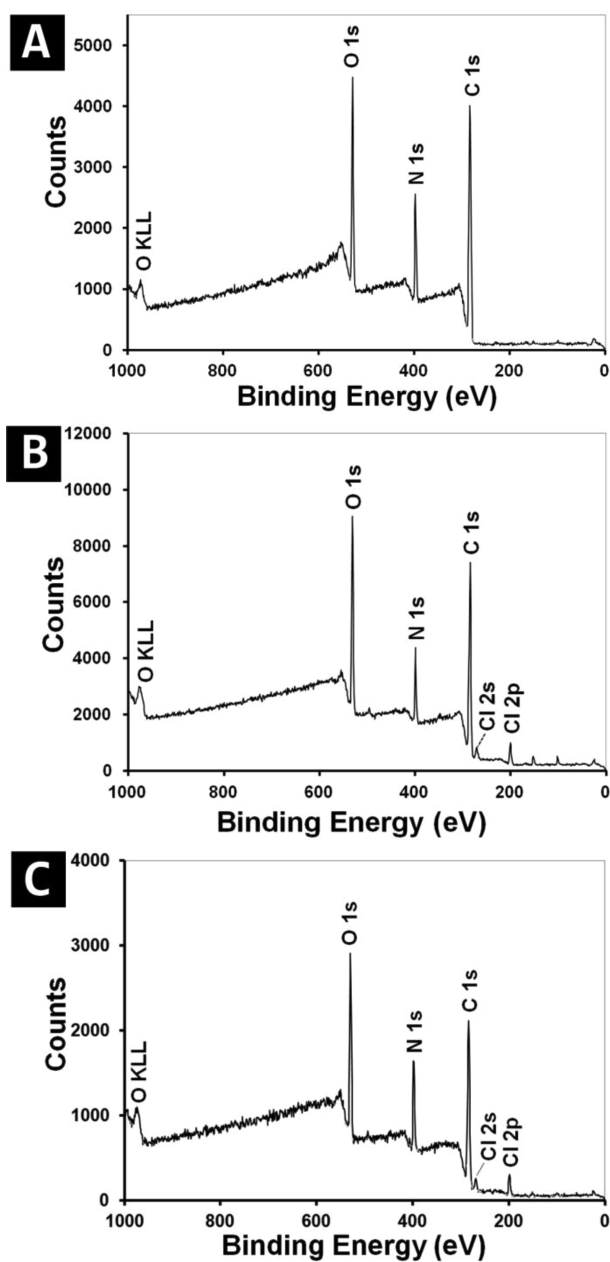 A
O 1s
C 1s
N 1s
O KLL
5000
4000
3000
2000
1000
0
Counts
1000 800 600 400 200 0
Binding Energy (eV)
B
12000
10000
8000
6000
4000
2000
0
Counts
O KLL
O 1s
N 1s
C 1s
Cl 2s
Cl 2p
1000 800 600 400 200 0
Binding Energy (eV)
C
4000
3000
2000
1000
0
Counts
O KLL
O 1s
N 1s
C 1s
Cl 2s
Cl 2p
1000 800 600 400 200 0
Binding Energy (eV)